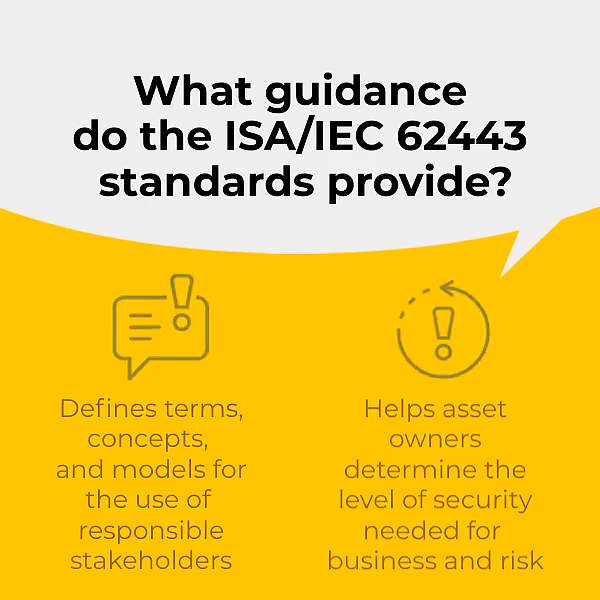 What guidance
do the ISA/IEC 62443
standards provide?
Defines terms,
concepts,
and models for
the use of
responsible
stakeholders
Helps asset
owners
determine the
level of security
needed for
business and risk